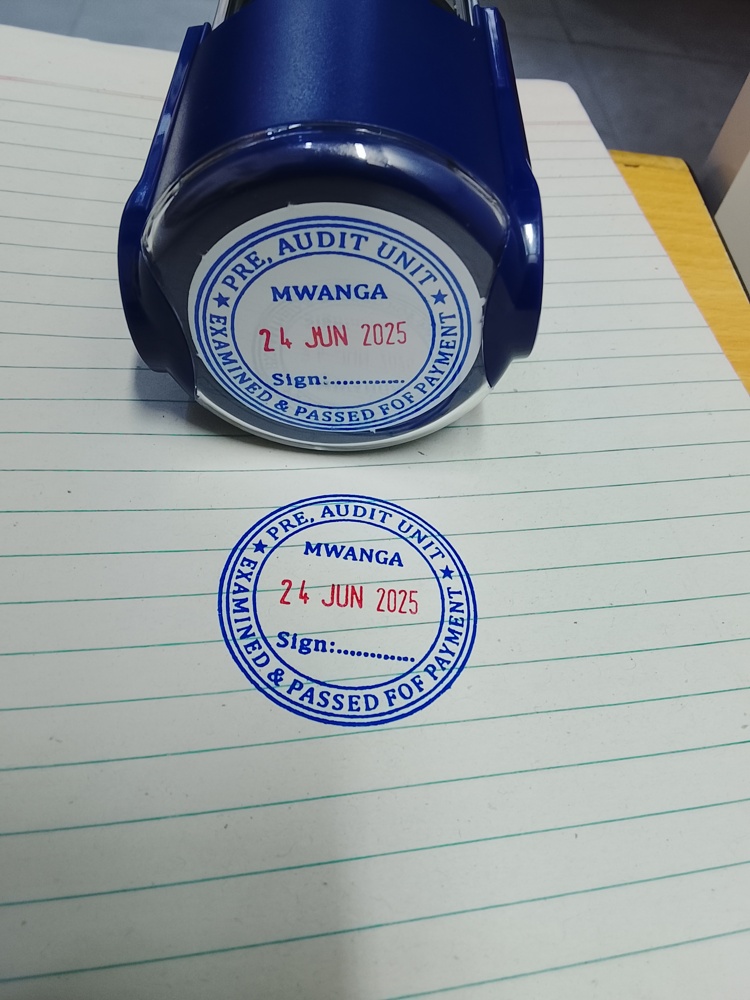 PRE, AUDIT UNIT
MWANGA
24 JUN 2025
Sign:............
★ EXAMINED & PASSED FOF PAYMENT ★
PRE, AUDIT UNIT
MWANGA
24 JUN 2025
Sign:............
★ EXAMINED & PASSED FOF PAYMENT ★